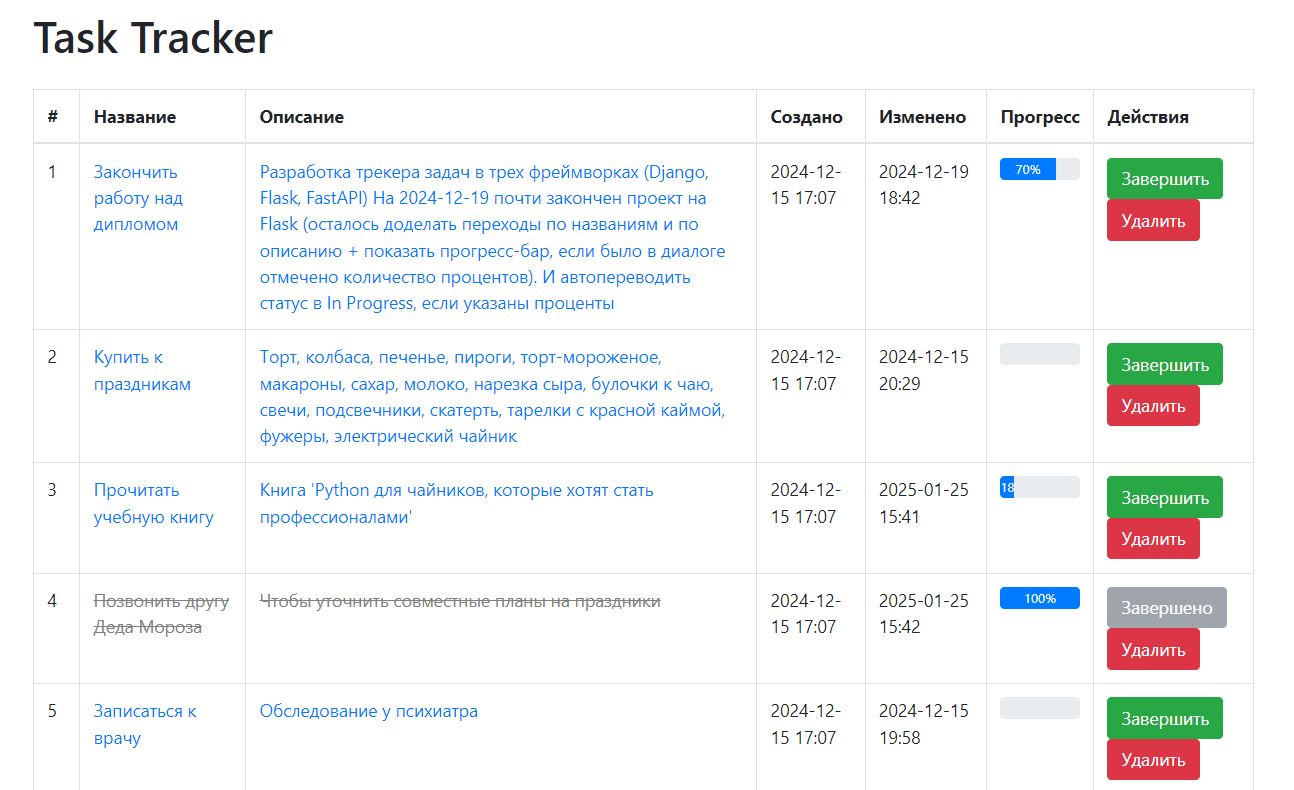 Task Tracker
# Название Описание Создано Изменено Прогресс Действия
1
Закончить
работу над
дипломом
Разработка трекера задач в трех фреймворках (Django,
Flask, FastAPI) На 2024-12-19 почти закончен проект на
Flask (осталось доделать переходы по названиям и по
описанию + показать прогресс-бар, если было в диалоге
отмечено количество процентов). И автопереводить
статус в In Progress, если указаны проценты
2024-12-
15 17:07
2024-12-19
18:42
70%
Завершить
Удалить
2
Купить к
праздникам
Торт, колбаса, печенье, пироги, торт-мороженое,
макароны, сахар, молоко, нарезка сыра, булочки к чаю,
свечи, подсвечники, скатерть, тарелки с красной каймой,
фужеры, электрический чайник
2024-12-
15 17:07
2024-12-15
20:29
Завершить
Удалить
3
Прочитать
учебную книгу
Книга 'Python для чайников, которые хотят стать
профессионалами'
2024-12-
15 17:07
2025-01-25
15:41
18
Завершить
Удалить
4
Позвонить другу
Деда Мороза
Чтобы уточнить совместные планы на праздники
2024-12-
15 17:07
2025-01-25
15:42
100%
Завершено
Удалить
5
Записаться к
врачу
Обследование у психиатра
2024-12-
15 17:07
2024-12-15
19:58
Завершить
Удалить